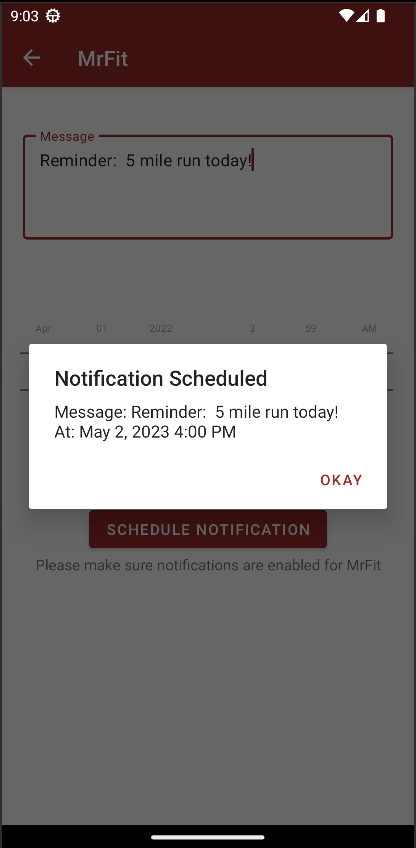 9:03
MrFit
Message
Reminder:  5 mile run today!
Apr 01 2022 3 59 AM
Notification Scheduled
Message: Reminder:  5 mile run today!
At: May 2, 2023 4:00 PM
OKAY
SCHEDULE NOTIFICATION
Please make sure notifications are enabled for MrFit